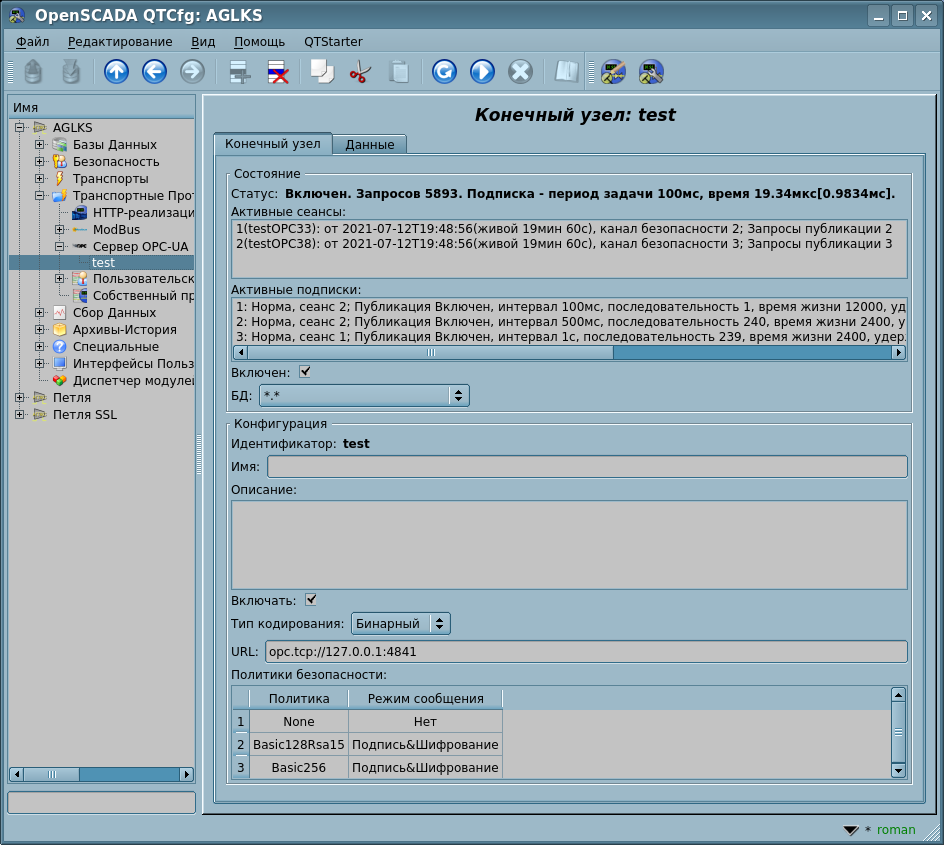 OpenSCADA QTCfg: AGLKS
Файл Редактирование Вид Помощь QTStarter
Имя
AGLKS
Базы Данных
Безопасность
Транспорты
Транспортные Про
HTTP-реализаци
ModBus
Сервер OPC-UA
test
Пользовательск
Собственный пр
Сбор Данных
Архивы-История
Специальные
Интерфейсы Польз
Диспетчер модулей
Петля
Петля SSL
Конечный узел: test
Конечный узел Данные
Состояние
Статус: Включен. Запросов 5893. Подписка - период задачи 100мс, время 19.34мкс[0.9834мс].
Активные сеансы:
1(testOPC33): от 2021-07-12T19:48:56(живой 19мин 60с), канал безопасности 2; Запросы публикации 2
2(testOPC38): от 2021-07-12T19:48:56(живой 19мин 60с), канал безопасности 3; Запросы публикации 3
Активные подписки:
1: Норма, сеанс 2; Публикация Включен, интервал 100мс, последовательность 1, время жизни 12000, уд
2: Норма, сеанс 2; Публикация Включен, интервал 500мс, последовательность 240, время жизни 2400, у
3: Норма, сеанс 1; Публикация Включен, интервал 1с, последовательность 239, время жизни 2400, удер.
Включен:
БД: *.*
Конфигурация
Идентификатор: test
Имя:
Описание:
Включать:
Тип кодирования: Бинарный
URL: opc.tcp://127.0.0.1:4841
Политики безопасности:
Политика Режим сообщения
1 None Нет
2 Basic128Rsa15 Подпись&Шифрование
3 Basic256 Подпись&Шифрование
* roman